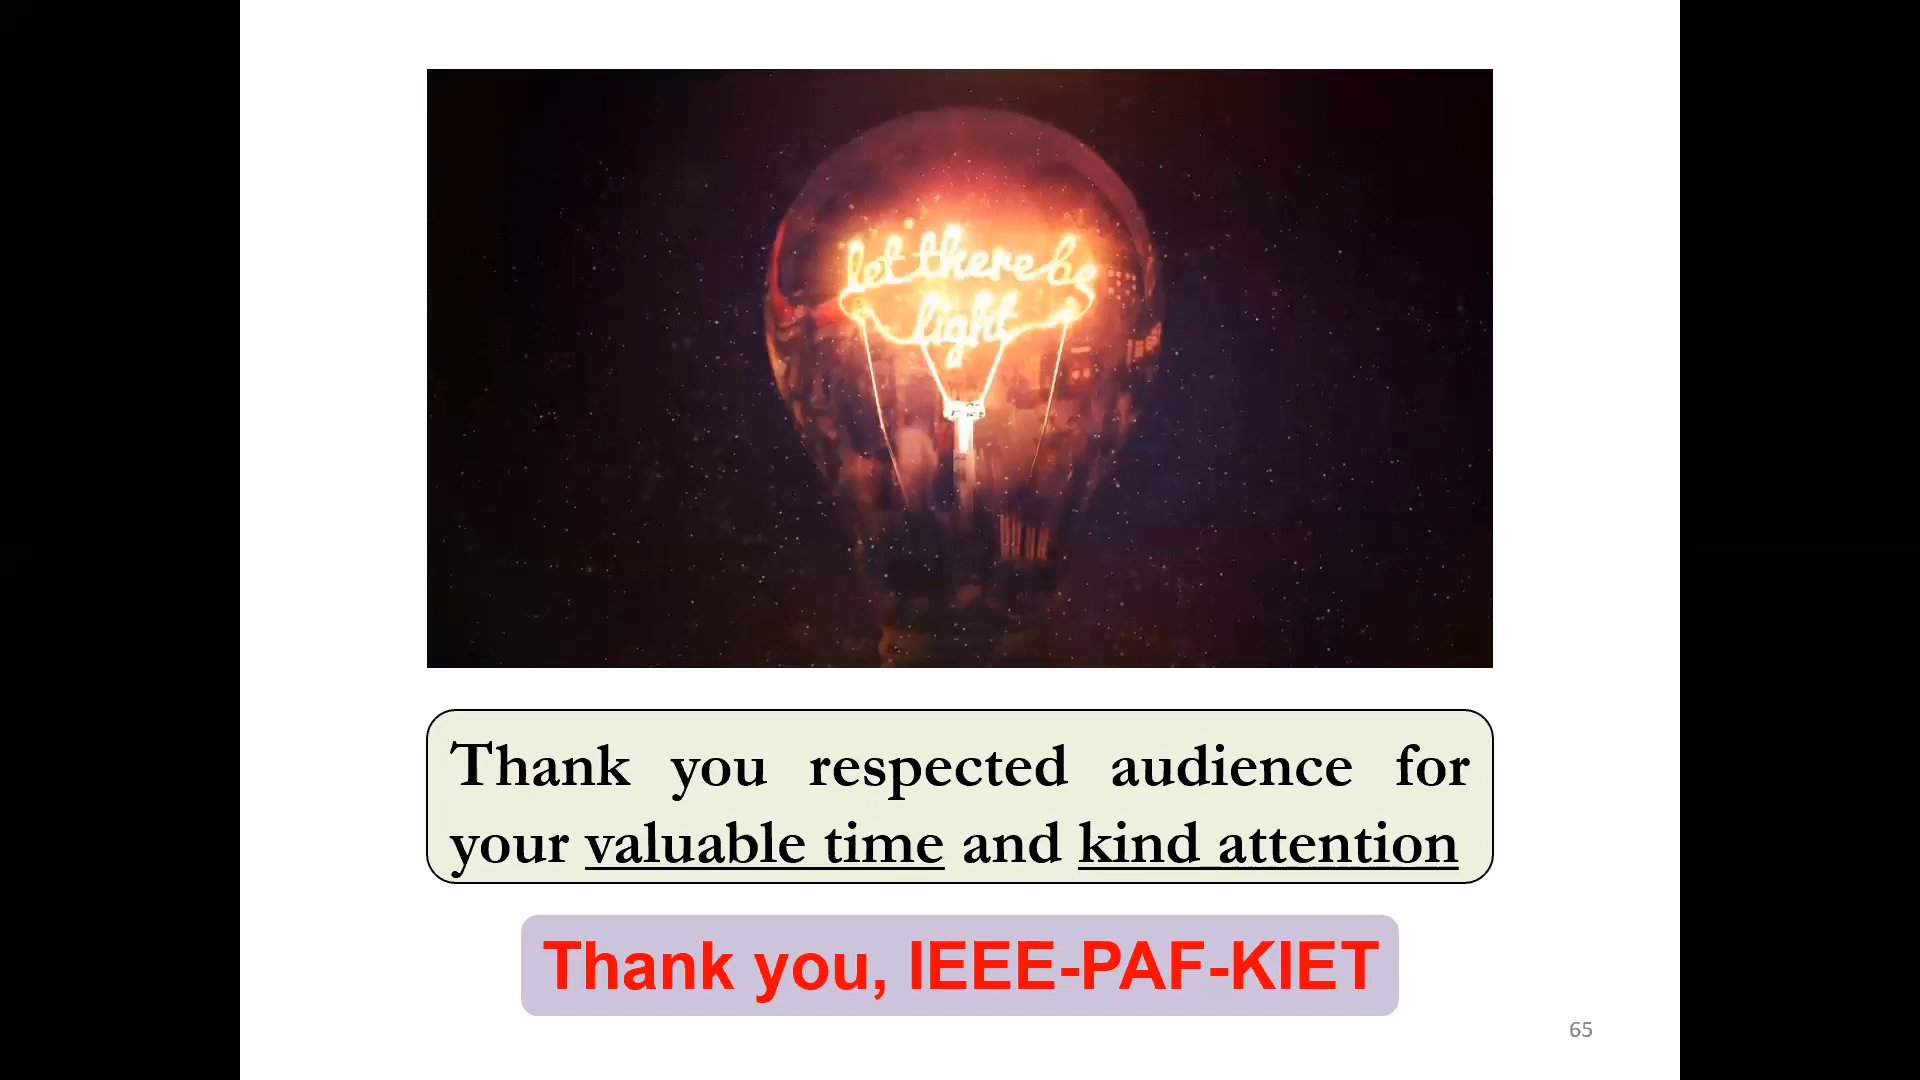 let there be
light
Thank you respected audience for
your valuable time and kind attention
Thank you, IEEE-PAF-KIET
65